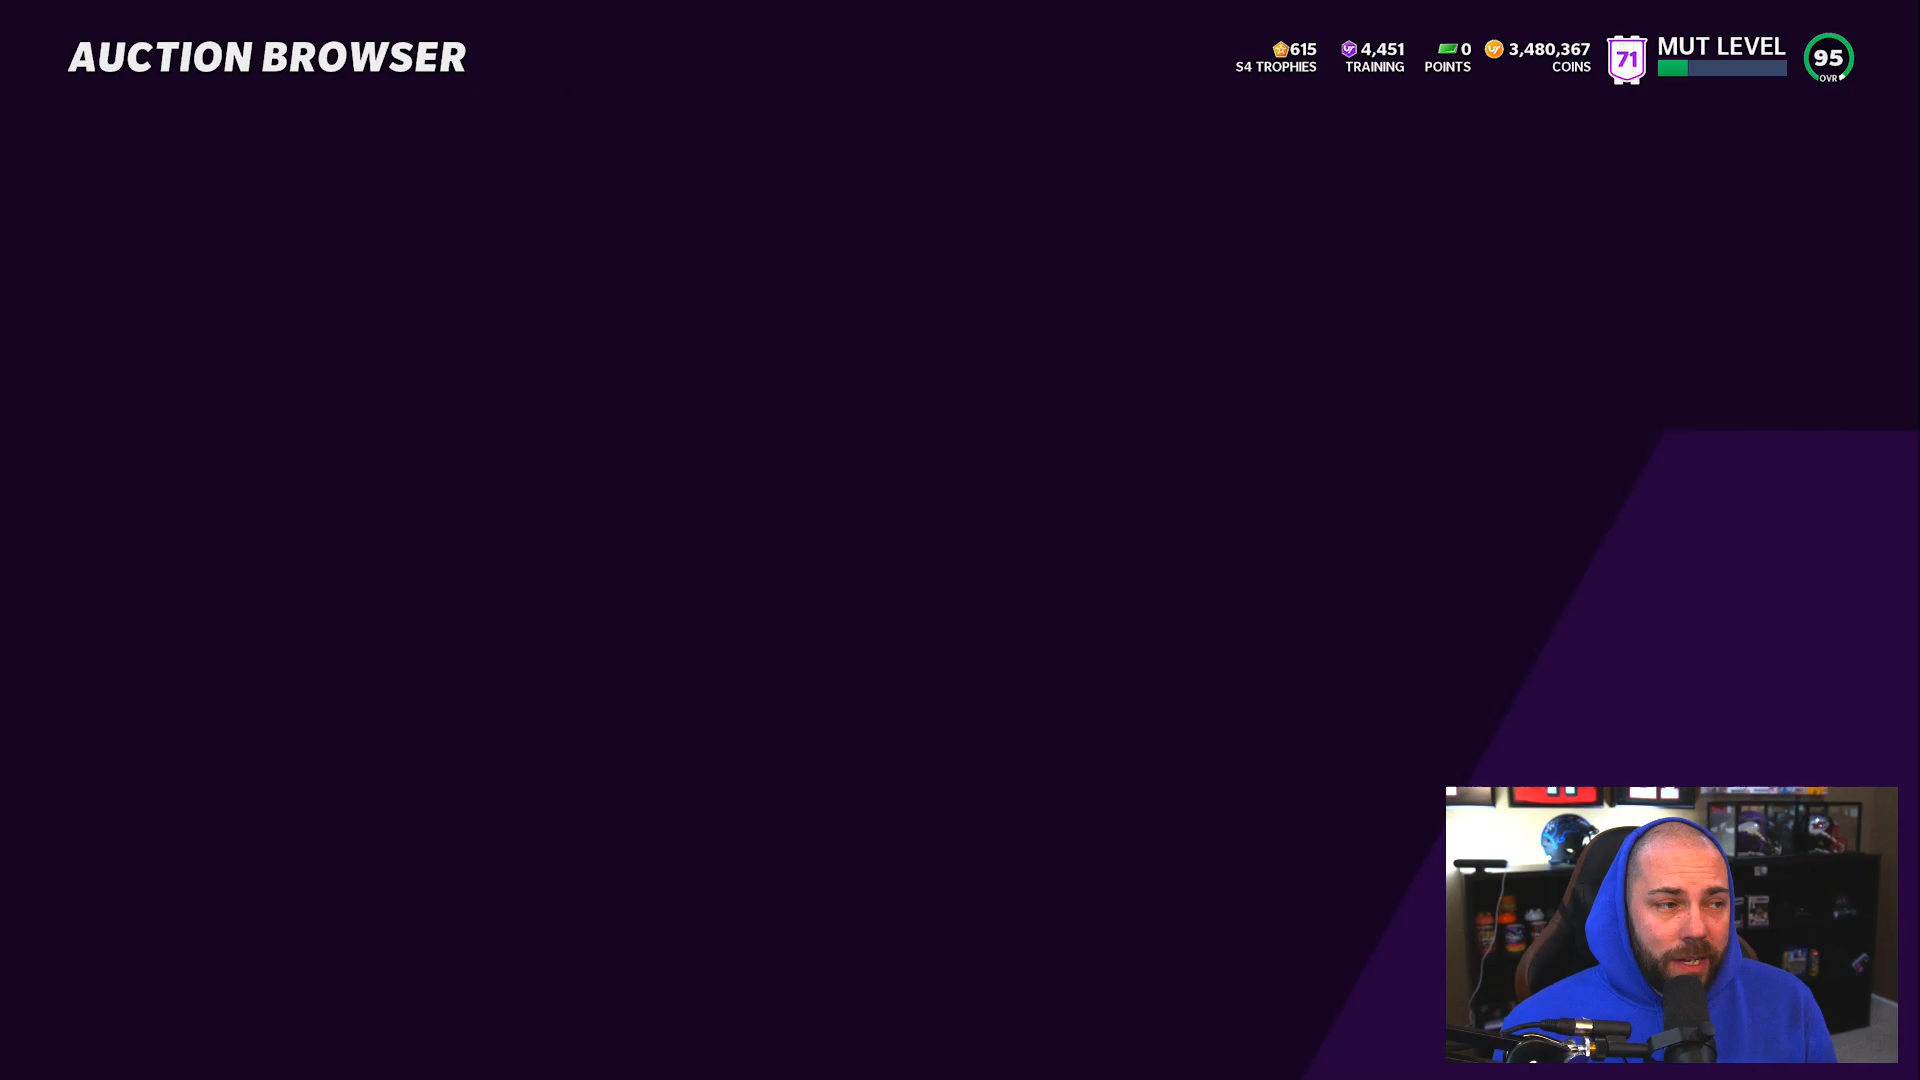 AUCTION BROWSER
615
S4 TROPHIES
4,451
TRAINING
0
POINTS
3,480,367
COINS
71
MUT LEVEL
95
OVR